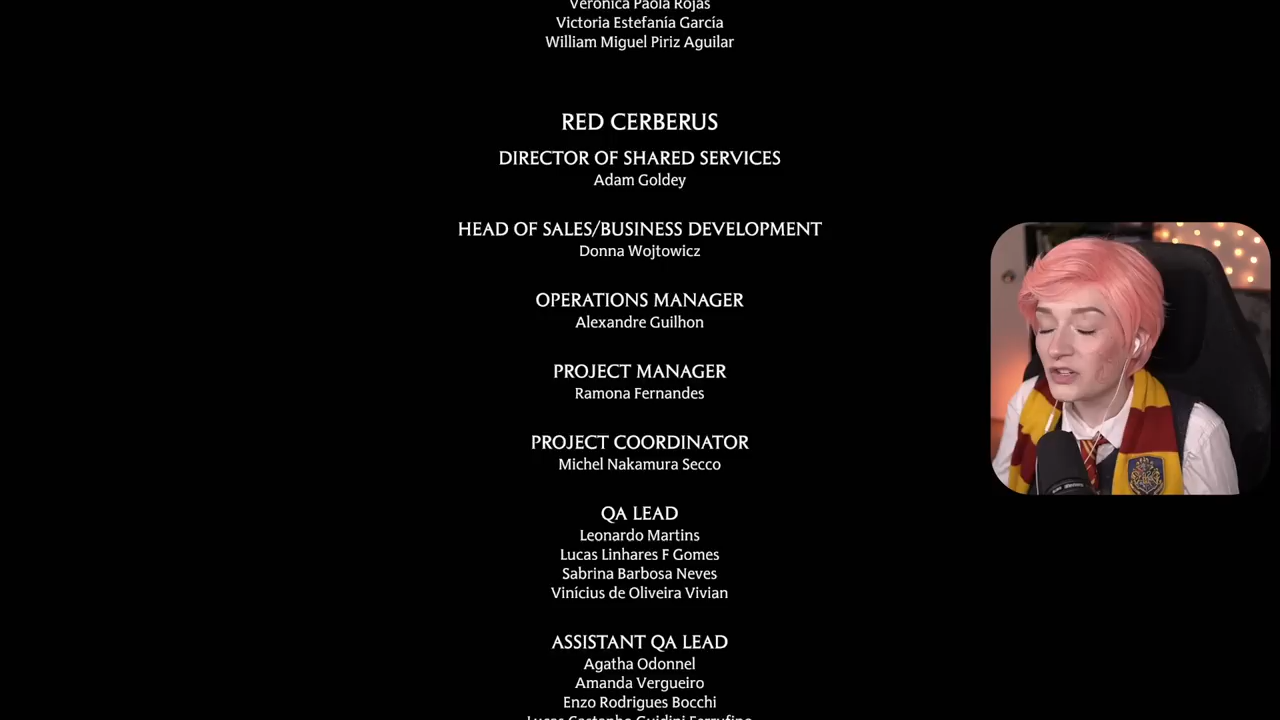 Verónica Paola Rojas
Victoria Estefanía García
William Miguel Piriz Aguilar
RED CERBERUS
DIRECTOR OF SHARED SERVICES
Adam Goldey
HEAD OF SALES/BUSINESS DEVELOPMENT
Donna Wojtowicz
OPERATIONS MANAGER
Alexandre Guilhon
PROJECT MANAGER
Ramona Fernandes
PROJECT COORDINATOR
Michel Nakamura Secco
QA LEAD
Leonardo Martins
Lucas Linhares F Gomes
Sabrina Barbosa Neves
Vinícius de Oliveira Vivian
ASSISTANT QA LEAD
Agatha Odonnel
Amanda Vergueiro
Enzo Rodrigues Bocchi